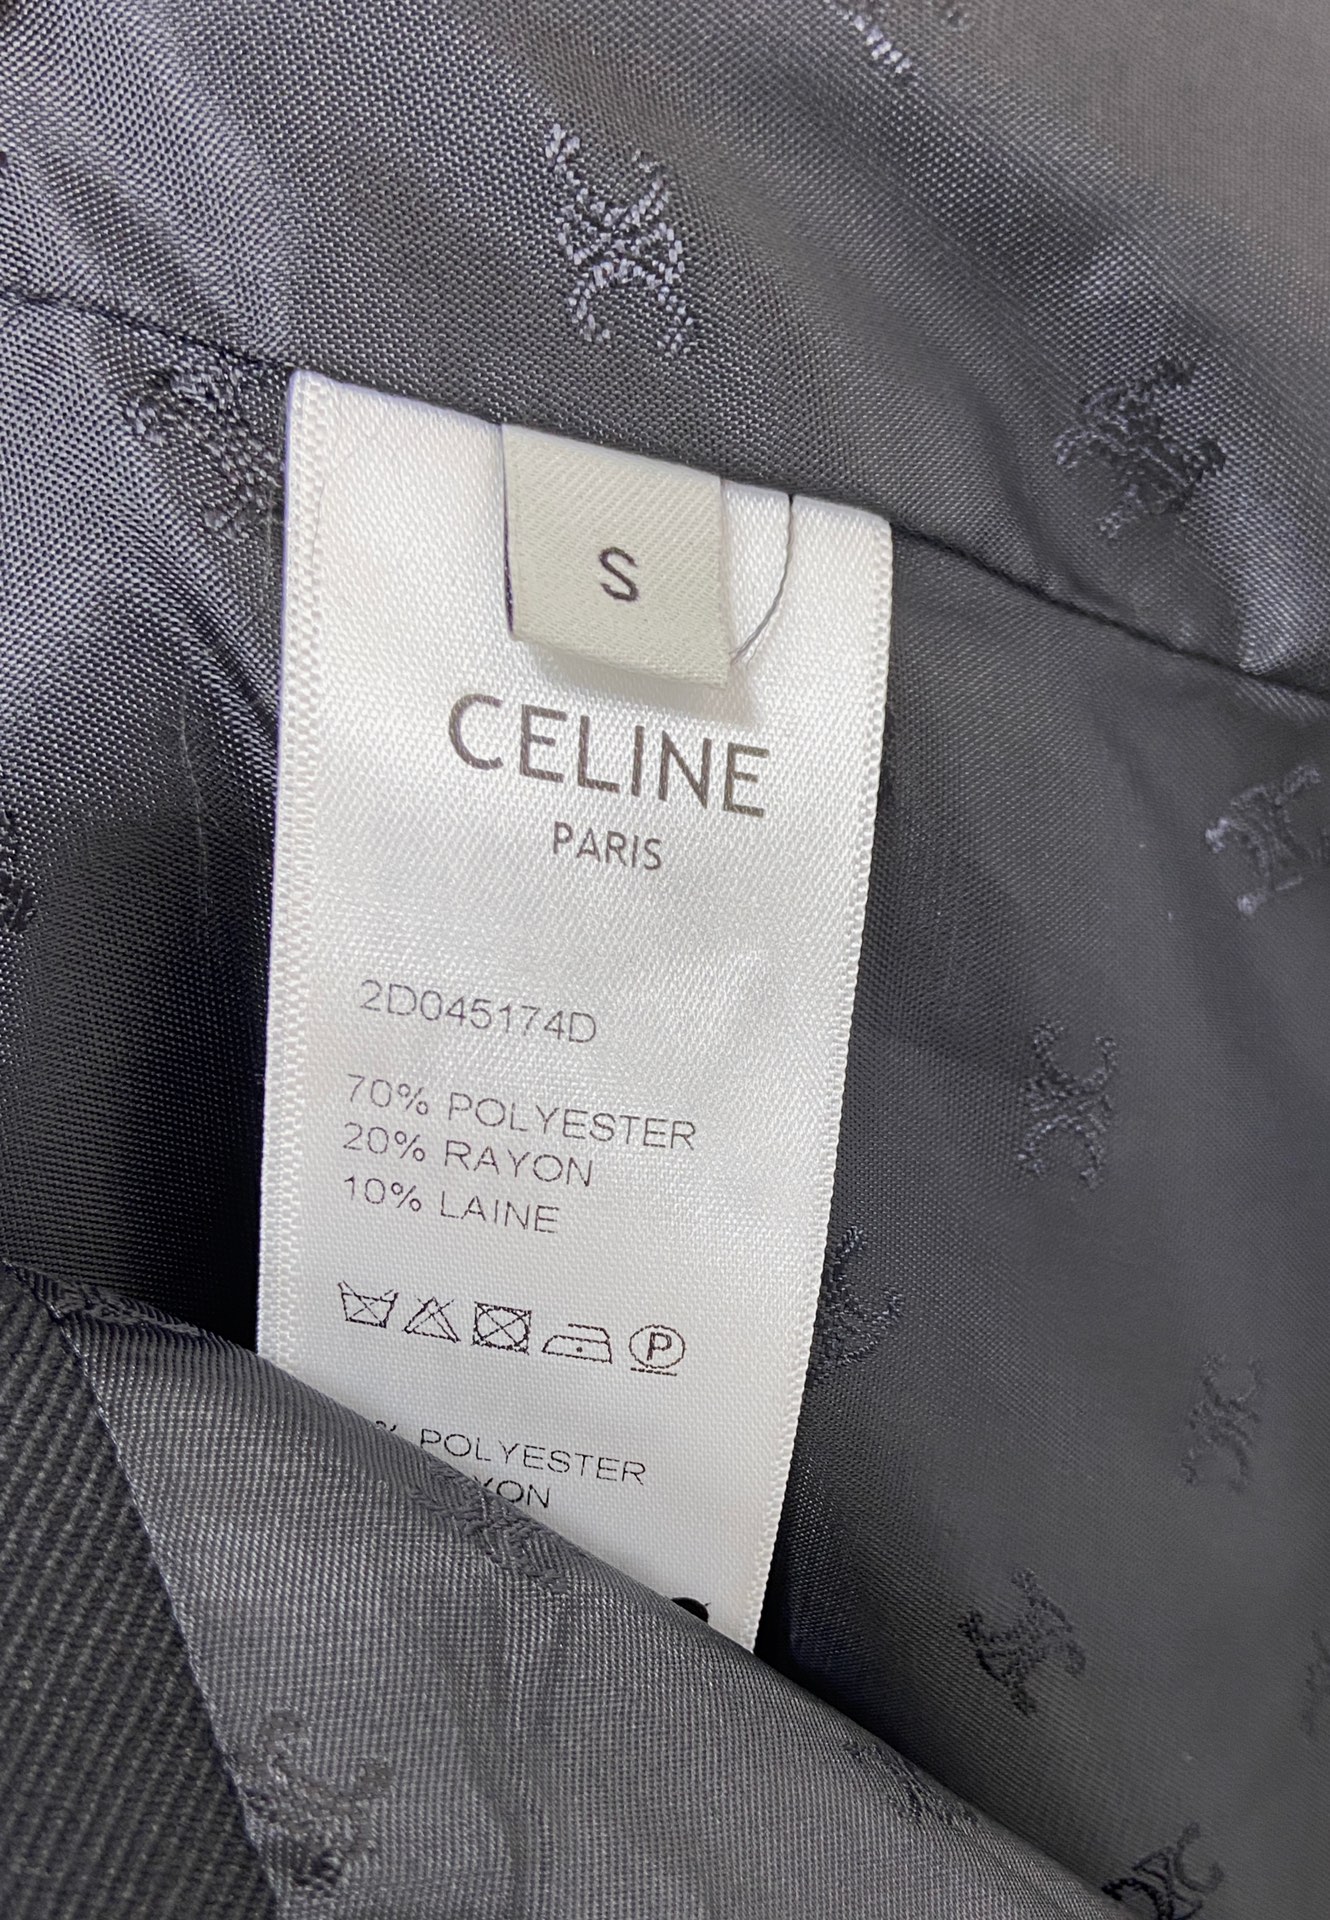 S
CELINE
PARIS
2D045174D
70% POLYESTER
20% RAYON
10% LAINE
P
% POLYESTER